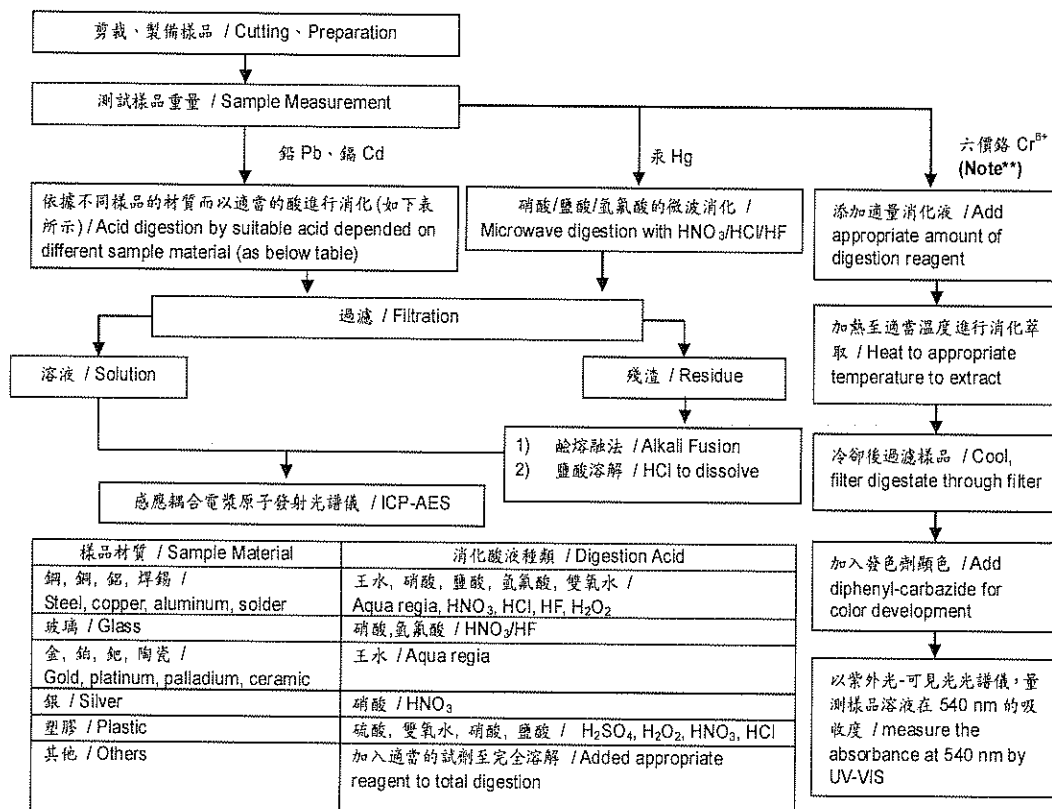 剪裁、製備樣品 / Cutting、Preparation
測試樣品重量 / Sample Measurement
鉛 Pb、鎘 Cd
汞 Hg
六價鉻 Cr⁶⁺
(Note**)
依據不同樣品的材質而以適當的酸進行消化(如下表
所示) / Acid digestion by suitable acid depended on
different sample material (as below table)
硝酸/鹽酸/氫氟酸的微波消化 /
Microwave digestion with HNO₃/HCl/HF
添加適量消化液 / Add
appropriate amount of
digestion reagent
過濾 / Filtration
加熱至適當溫度進行消化萃
取 / Heat to appropriate
temperature to extract
溶液 / Solution
殘渣 / Residue
1) 鹼熔融法 / Alkali Fusion
2) 鹽酸溶解 / HCl to dissolve
冷卻後過濾樣品 / Cool,
filter digestate through filter
感應耦合電漿原子發射光譜儀 / ICP-AES
加入發色劑顯色 / Add
diphenyl-carbazide for
color development
以紫外光-可見光光譜儀,量
測樣品溶液在 540 nm 的吸
收度 / measure the
absorbance at 540 nm by
UV-VIS
樣品材質 / Sample Material
消化酸液種類 / Digestion Acid
鋼, 銅, 鋁, 焊錫 /
Steel, copper, aluminum, solder
王水, 硝酸, 鹽酸, 氫氟酸, 雙氧水 /
Aqua regia, HNO₃, HCl, HF, H₂O₂
玻璃 / Glass
硝酸,氫氟酸 / HNO₃/HF
金, 鉑, 鈀, 陶瓷 /
Gold, platinum, palladium, ceramic
王水 / Aqua regia
銀 / Silver
硝酸 / HNO₃
塑膠 / Plastic
硫酸, 雙氧水, 硝酸, 鹽酸 / H₂SO₄, H₂O₂, HNO₃, HCl
其他 / Others
加入適當的試劑至完全溶解 / Added appropriate
reagent to total digestion